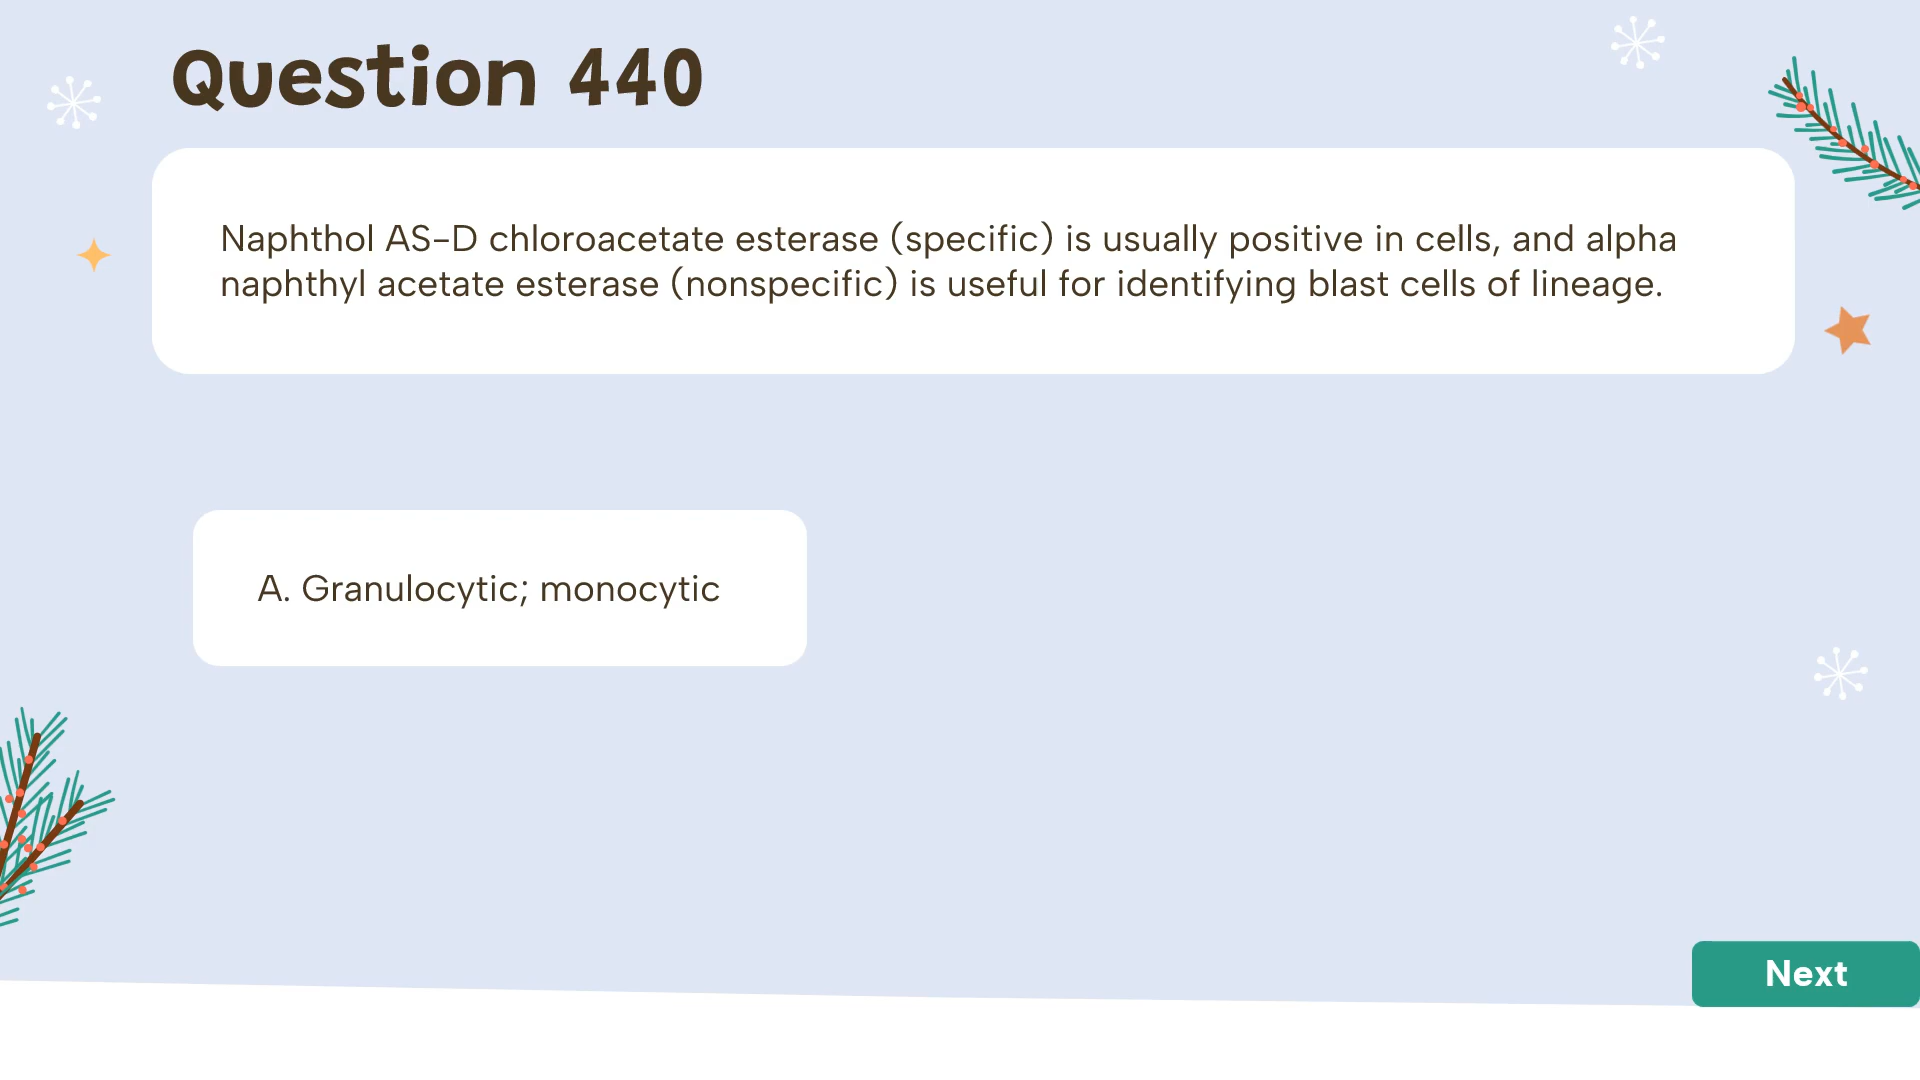 Question 440
Naphthol AS-D chloroacetate esterase (specific) is usually positive in cells, and alpha
naphthyl acetate esterase (nonspecific) is useful for identifying blast cells of lineage.
A. Granulocytic; monocytic
Next